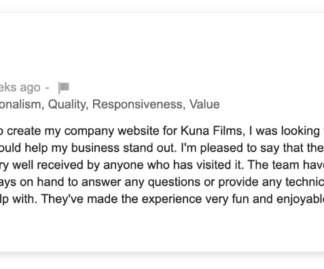 eks ago -
onalism, Quality, Responsiveness, Value
o create my company website for Kuna Films, I was looking
ould help my business stand out. I'm pleased to say that the
ry well received by anyone who has visited it. The team have
ays on hand to answer any questions or provide any technic
lp with. They've made the experience very fun and enjoyable